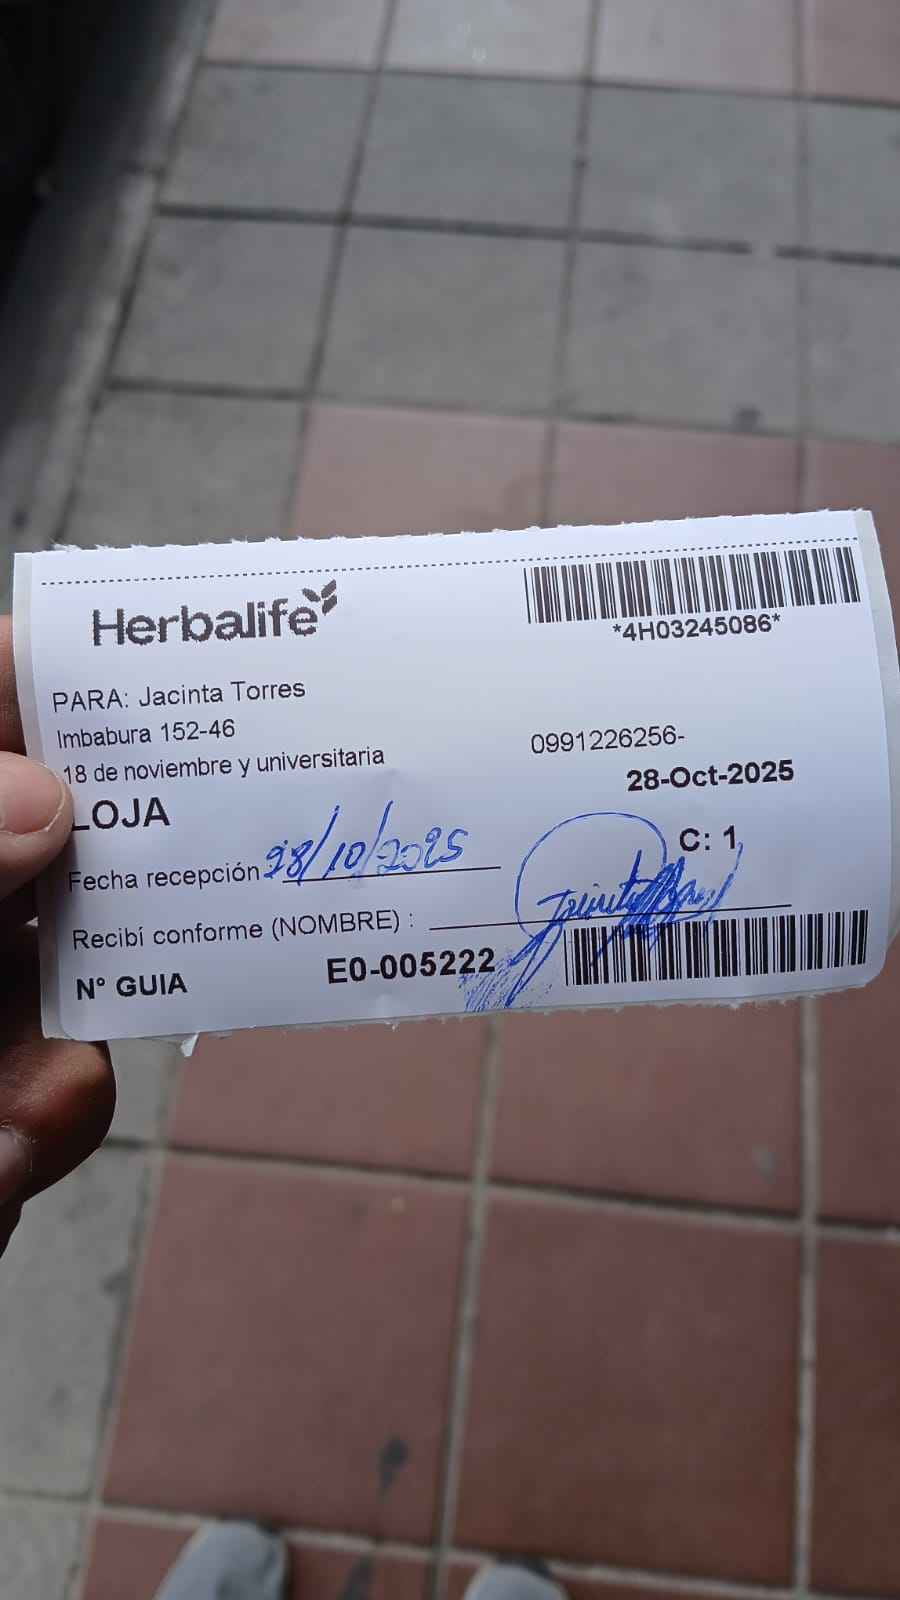 Herbalife
*4H03245086*
PARA: Jacinta Torres
Imbabura 152-46
18 de noviembre y universitaria
0991226256-
28-Oct-2025
LOJA
C: 1
Fecha recepción 28/10/2025
Recibí conforme (NOMBRE) :
N° GUIA E0-005222